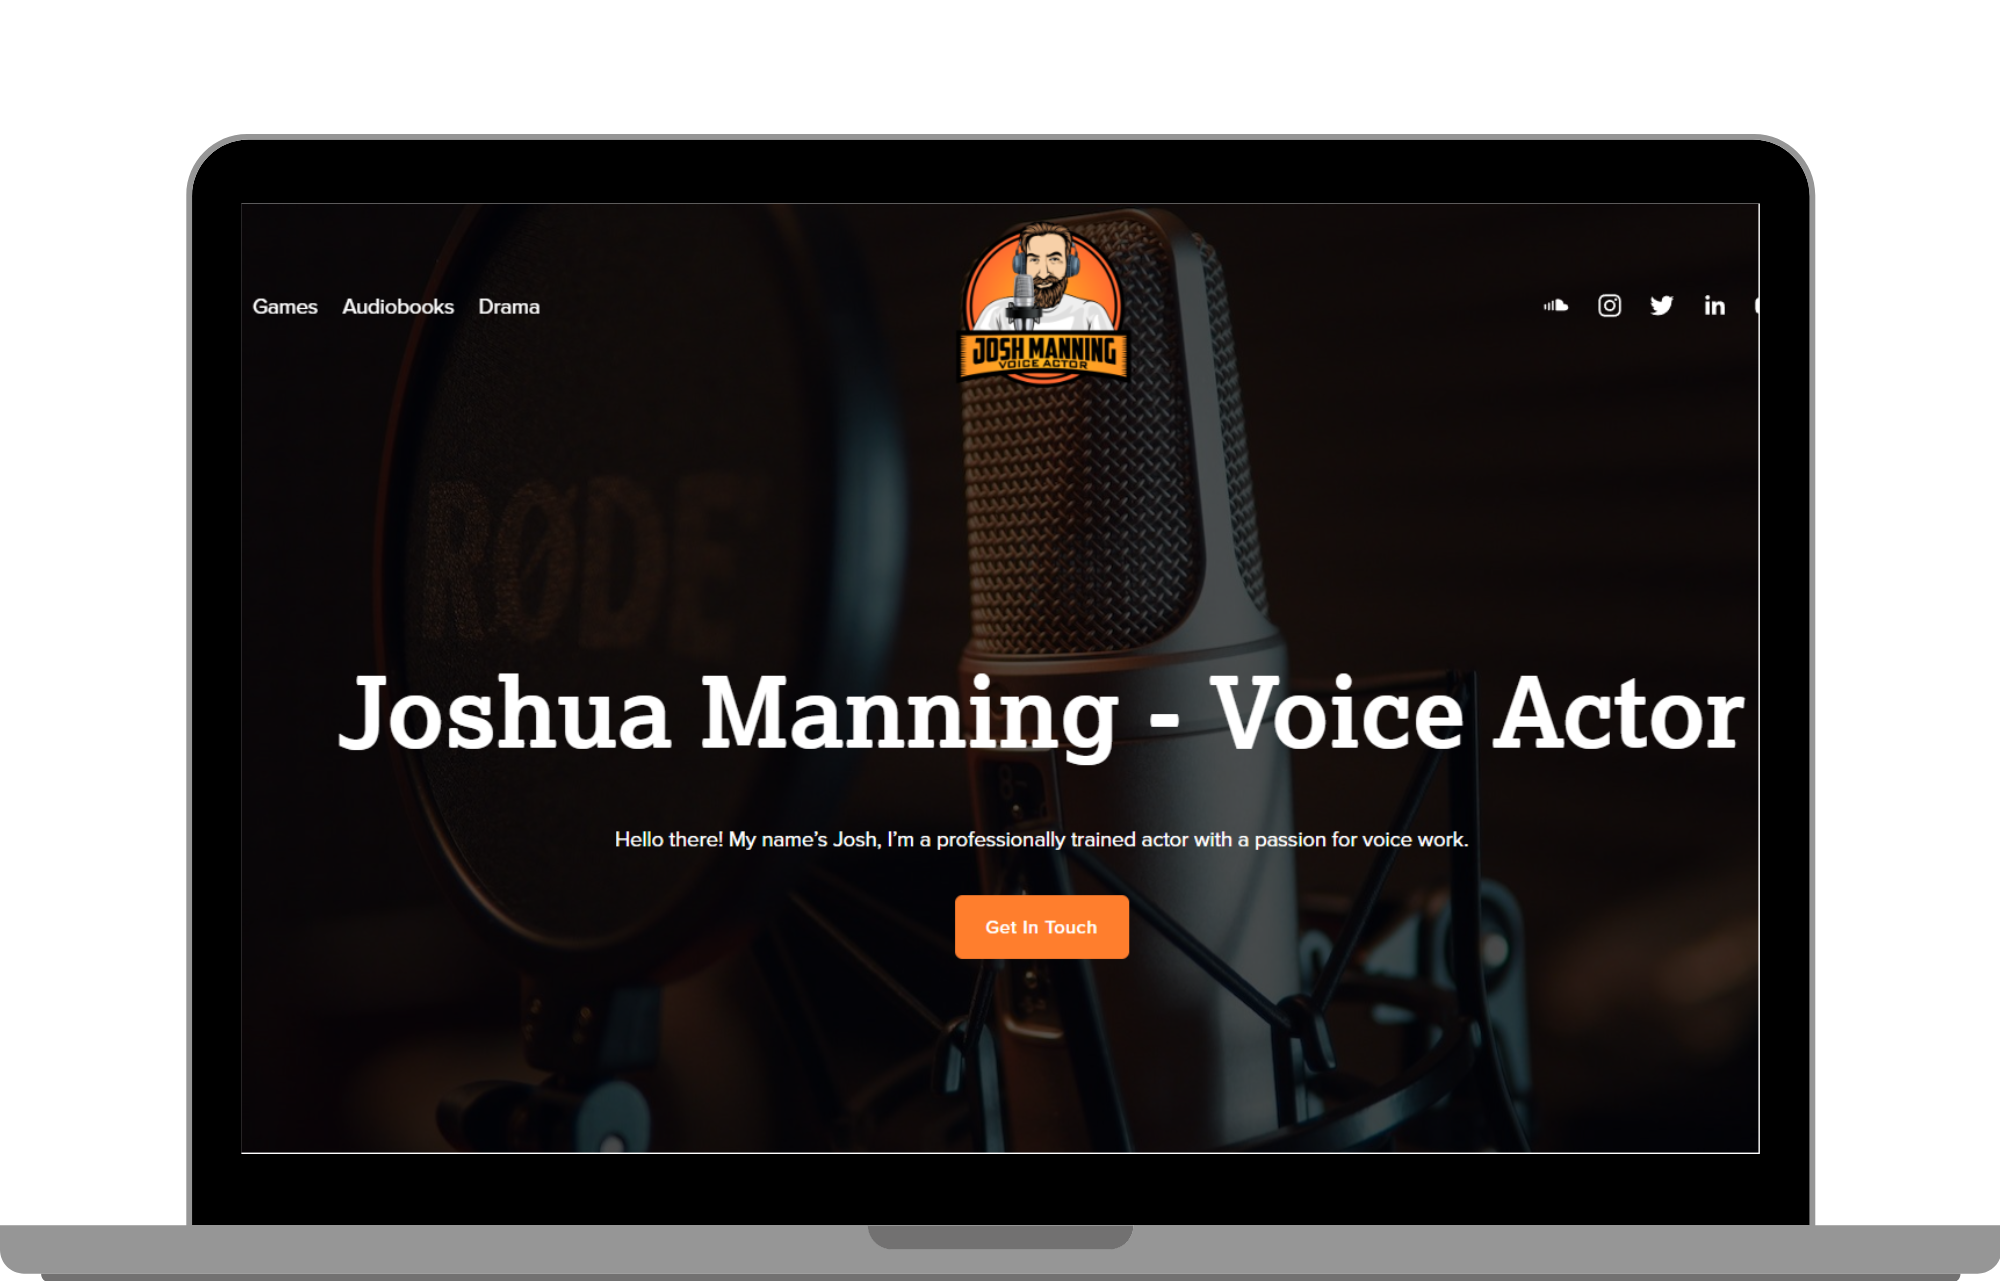 Games Audiobooks Drama
JOSH MANNING
VOICE ACTOR
in
RØDE
Joshua Manning - Voice Actor
Hello there! My name's Josh, I'm a professionally trained actor with a passion for voice work.
Get In Touch